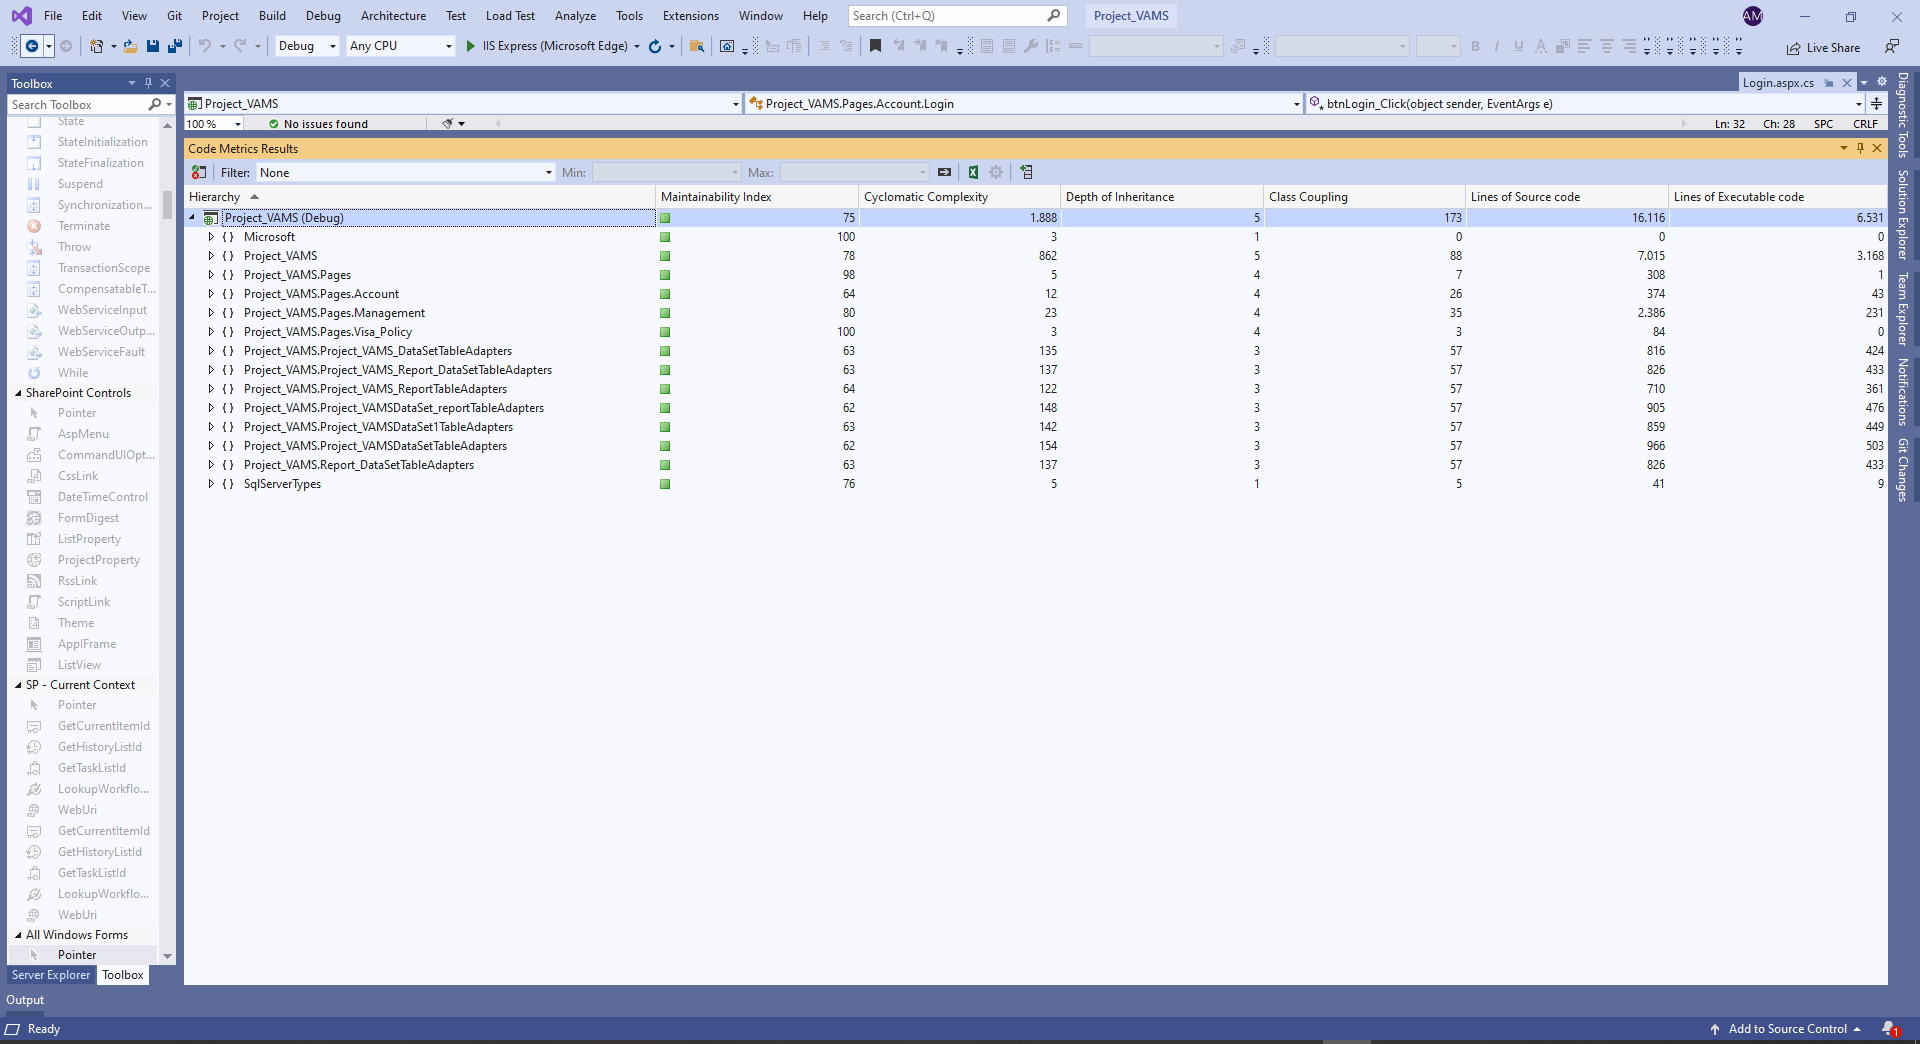 File Edit View Git Project Build Debug Architecture Test Load Test Analyze Tools Extensions Window Help Search (Ctrl+Q) Project_VAMS AM
Debug Any CPU IIS Express (Microsoft Edge) Live Share
Toolbox
Search Toolbox
State
StateInitialization
StateFinalization
Suspend
Synchronization...
Terminate
Throw
TransactionScope
CompensatableT...
WebServiceInput
WebServiceOutp...
WebServiceFault
While
SharePoint Controls
Pointer
AspMenu
CommandUIOpt...
CssLink
DateTimeControl
FormDigest
ListProperty
ProjectProperty
RssLink
ScriptLink
Theme
ApplFrame
ListView
SP - Current Context
Pointer
GetCurrentItemId
GetHistoryListId
GetTaskListId
LookupWorkflo...
WebUri
GetCurrentItemId
GetHistoryListId
GetTaskListId
LookupWorkflo...
WebUri
All Windows Forms
Pointer
Server Explorer Toolbox
Login.aspx.cs
Project_VAMS Project_VAMS.Pages.Account.Login btnLogin_Click(object sender, EventArgs e)
100 % No issues found Ln: 32 Ch: 28 SPC CRLF
Code Metrics Results
Filter: None Min: Max:
Hierarchy Maintainability Index Cyclomatic Complexity Depth of Inheritance Class Coupling Lines of Source code Lines of Executable code
Project_VAMS (Debug) 75 1.888 5 173 16.116 6.531
{ } Microsoft 100 3 1 0 0 0
{ } Project_VAMS 78 862 5 88 7.015 3.168
{ } Project_VAMS.Pages 98 5 4 7 308 1
{ } Project_VAMS.Pages.Account 64 12 4 26 374 43
{ } Project_VAMS.Pages.Management 80 23 4 35 2.386 231
{ } Project_VAMS.Pages.Visa_Policy 100 3 4 3 84 0
{ } Project_VAMS.Project_VAMS_DataSetTableAdapters 63 135 3 57 816 424
{ } Project_VAMS.Project_VAMS_Report_DataSetTableAdapters 63 137 3 57 826 433
{ } Project_VAMS.Project_VAMS_ReportTableAdapters 64 122 3 57 710 361
{ } Project_VAMS.Project_VAMSDataSet_reportTableAdapters 62 148 3 57 905 476
{ } Project_VAMS.Project_VAMSDataSet1TableAdapters 63 142 3 57 859 449
{ } Project_VAMS.Project_VAMSDataSetTableAdapters 62 154 3 57 966 503
{ } Project_VAMS.Report_DataSetTableAdapters 63 137 3 57 826 433
{ } SqlServerTypes 76 5 1 5 41 9
Diagnostic Tools
Solution Explorer
Team Explorer
Notifications
Git Changes
Output
Ready Add to Source Control 1